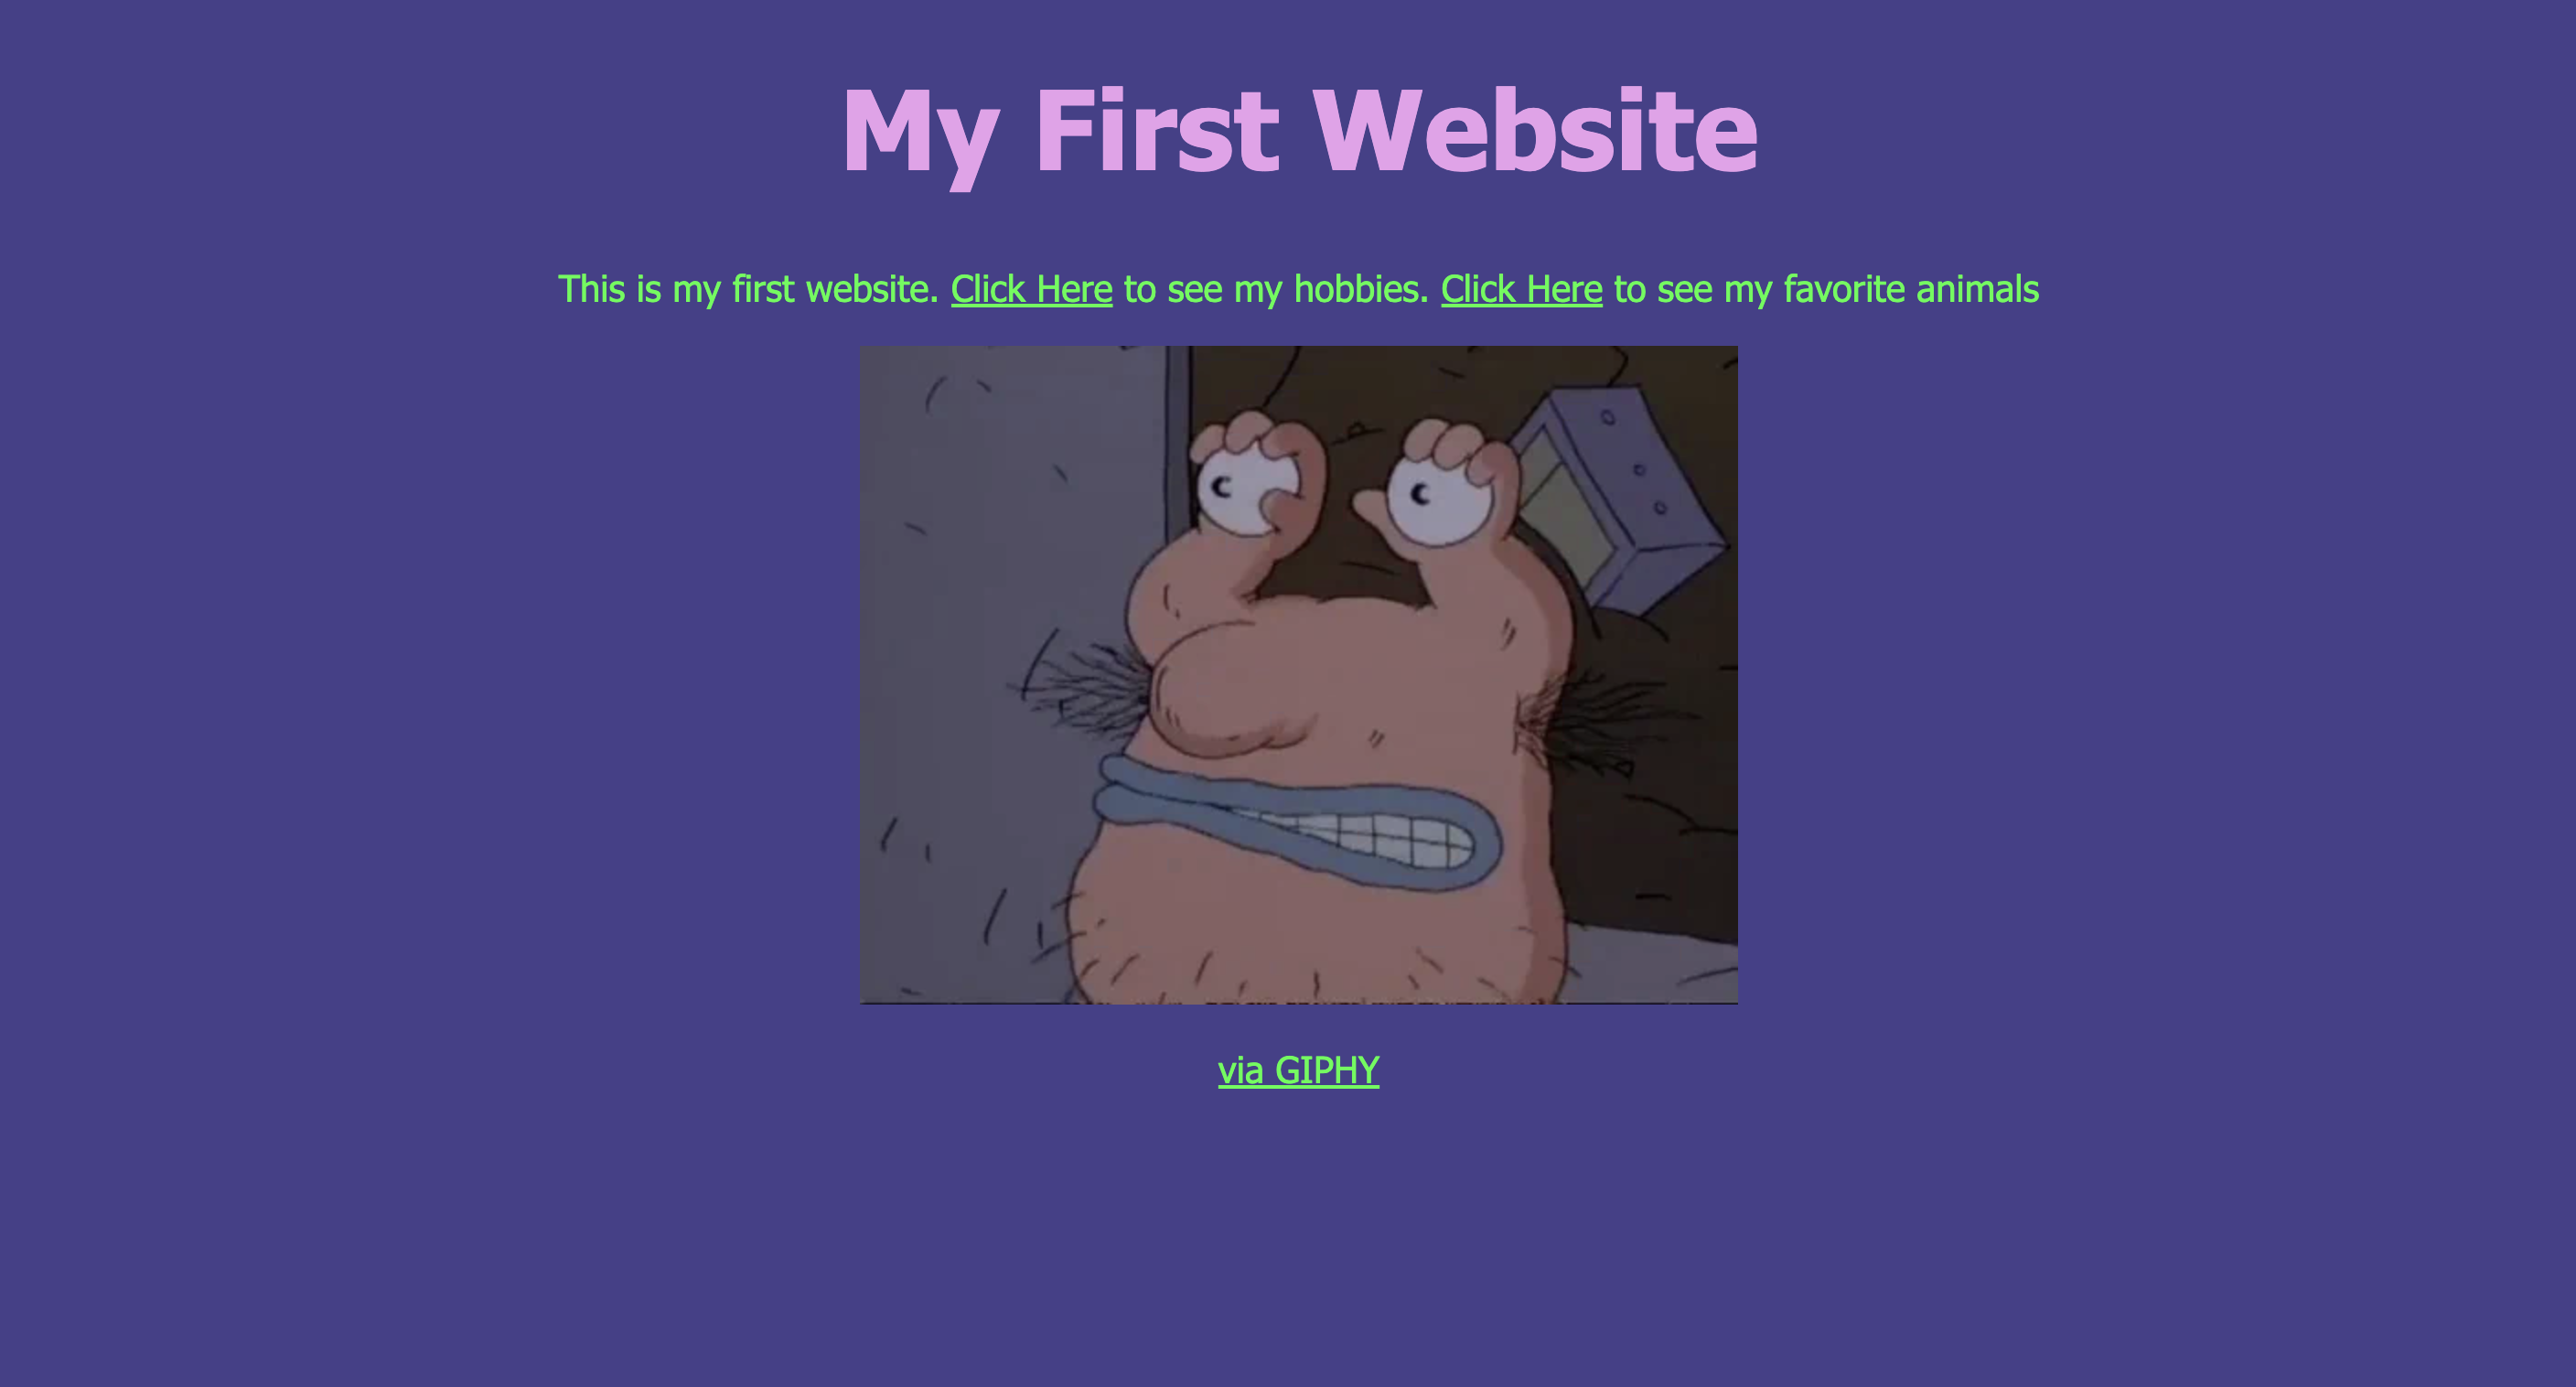 My First Website
This is my first website. Click Here to see my hobbies. Click Here to see my favorite animals
via GIPHY